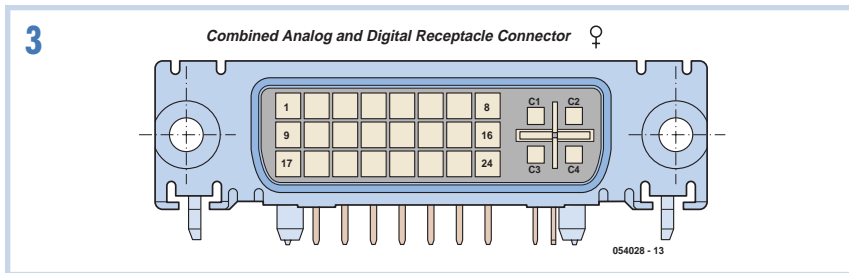 3
Combined Analog and Digital Receptacle Connector ♀
1 8 C1 C2
9 16
17 24 C3 C4
054028 - 13